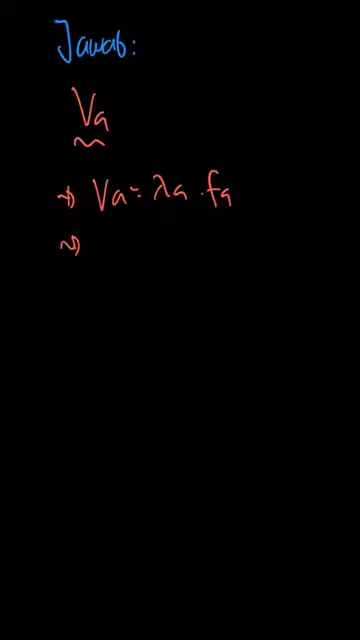 Jawab:
Va
⇒ Va = λa . fa
⇒